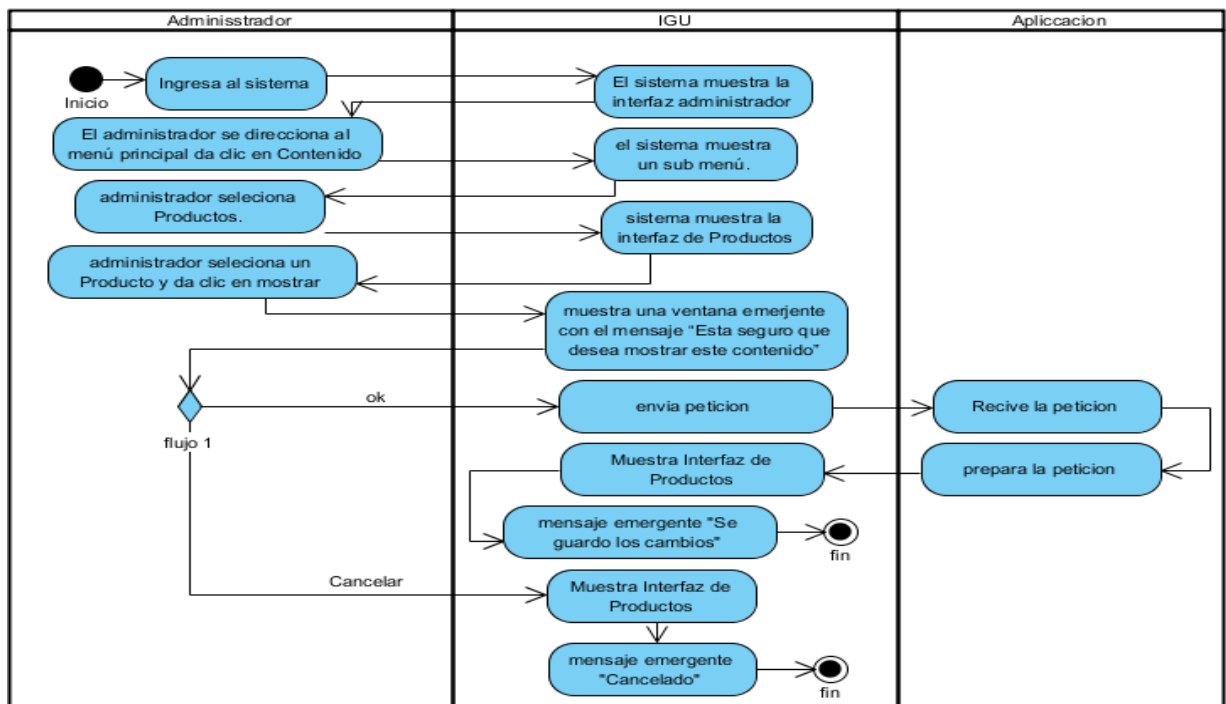 Adminisstrador
IGU
Apliccacion
Inicio
Ingresa al sistema
El sistema muestra la
interfaz administrador
El administrador se direcciona al
menú principal da clic en Contenido
el sistema muestra
un sub menú.
administrador seleciona
Productos.
sistema muestra la
interfaz de Productos
administrador seleciona un
Producto y da clic en mostrar
muestra una ventana emerjente
con el mensaje “Esta seguro que
desea mostrar este contenido”
flujo 1
ok
envia peticion
Recive la peticion
prepara la peticion
Muestra Interfaz de
Productos
mensaje emergente "Se
guardo los cambios"
fin
Cancelar
Muestra Interfaz de
Productos
mensaje emergente
"Cancelado"
fin